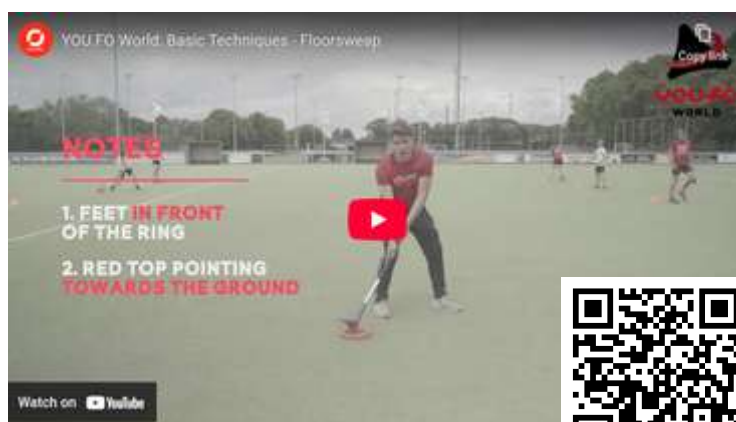 YOU.FO World: Basic Techniques - Floorsweep
Copy link
YOU.FO
WORLD
NOTES
1. FEET IN FRONT
OF THE RING
2. RED TOP POINTING
TOWARDS THE GROUND
Watch on YouTube